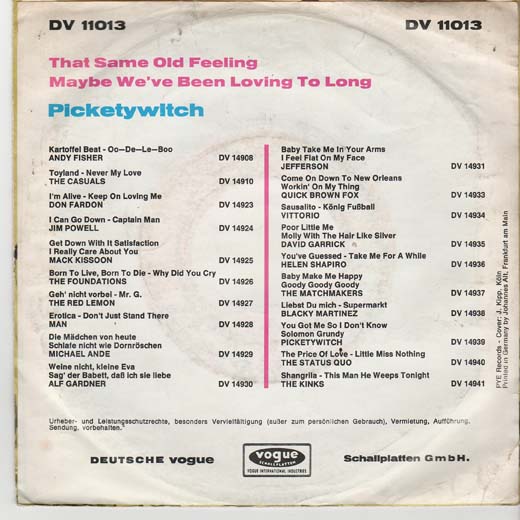 DV 11013 DV 11013
That Same Old Feeling
Maybe We've Been Loving To Long
Picketywitch
Kartoffel Beat - Oo—De—Le—Boo
ANDY FISHER DV 14908
Toyland - Never My Love
THE CASUALS DV 14910
I'm Alive - Keep On Loving Me
DON FARDON DV 14923
I Can Go Down - Captain Man
JIM POWELL DV 14924
Get Down With It Satisfaction
I Really Care About You
MACK KISSOON DV 14925
Born To Live, Born To Die - Why Did You Cry
THE FOUNDATIONS DV 14926
Geh' nicht vorbei - Mr. G.
THE RED LEMON DV 14927
Erotica - Don't Just Stand There
MAN DV 14928
Die Mädchen von heute
Schlafe nicht wie Dornröschen
MICHAEL ANDE DV 14929
Weine nicht, kleine Eva
Sag' der Babett, daß ich sie liebe
ALF GARDNER DV 14930
Baby Take Me In Your Arms
I Feel Flat On My Face
JEFFERSON DV 14931
Come On Down To New Orleans
Workin' On My Thing
QUICK BROWN FOX DV 14933
Sausalito - König Fußball
VITTORIO DV 14934
Poor Little Me
Molly With The Hair Like Silver
DAVID GARRICK DV 14935
You've Guessed - Take Me For A While
HELEN SHAPIRO DV 14936
Baby Make Me Happy
Goody Goody Goody
THE MATCHMAKERS DV 14937
Liebst Du mich - Supermarkt
BLACKY MARTINEZ DV 14938
You Got Me So I Don't Know
Solomon Grundy
PICKETYWITCH DV 14939
The Price Of Love - Little Miss Nothing
THE STATUS QUO DV 14940
Shangrila - This Man He Weeps Tonight
THE KINKS DV 14941
PYE Records - Cover: J. Kipp, Köln
Printed in Germany by Johannes Alt, Frankfurt am Main
Urheber- und Leistungsschutzrechte, besonders Vervielfältigung (außer zum persönlichen Gebrauch), Vermietung, Aufführung,
Sendung, vorbehalten.
DEUTSCHE vogue
vogue
SCHALLPLATTEN
VOGUE INTERNATIONAL INDUSTRIES
Schallplatten GmbH.